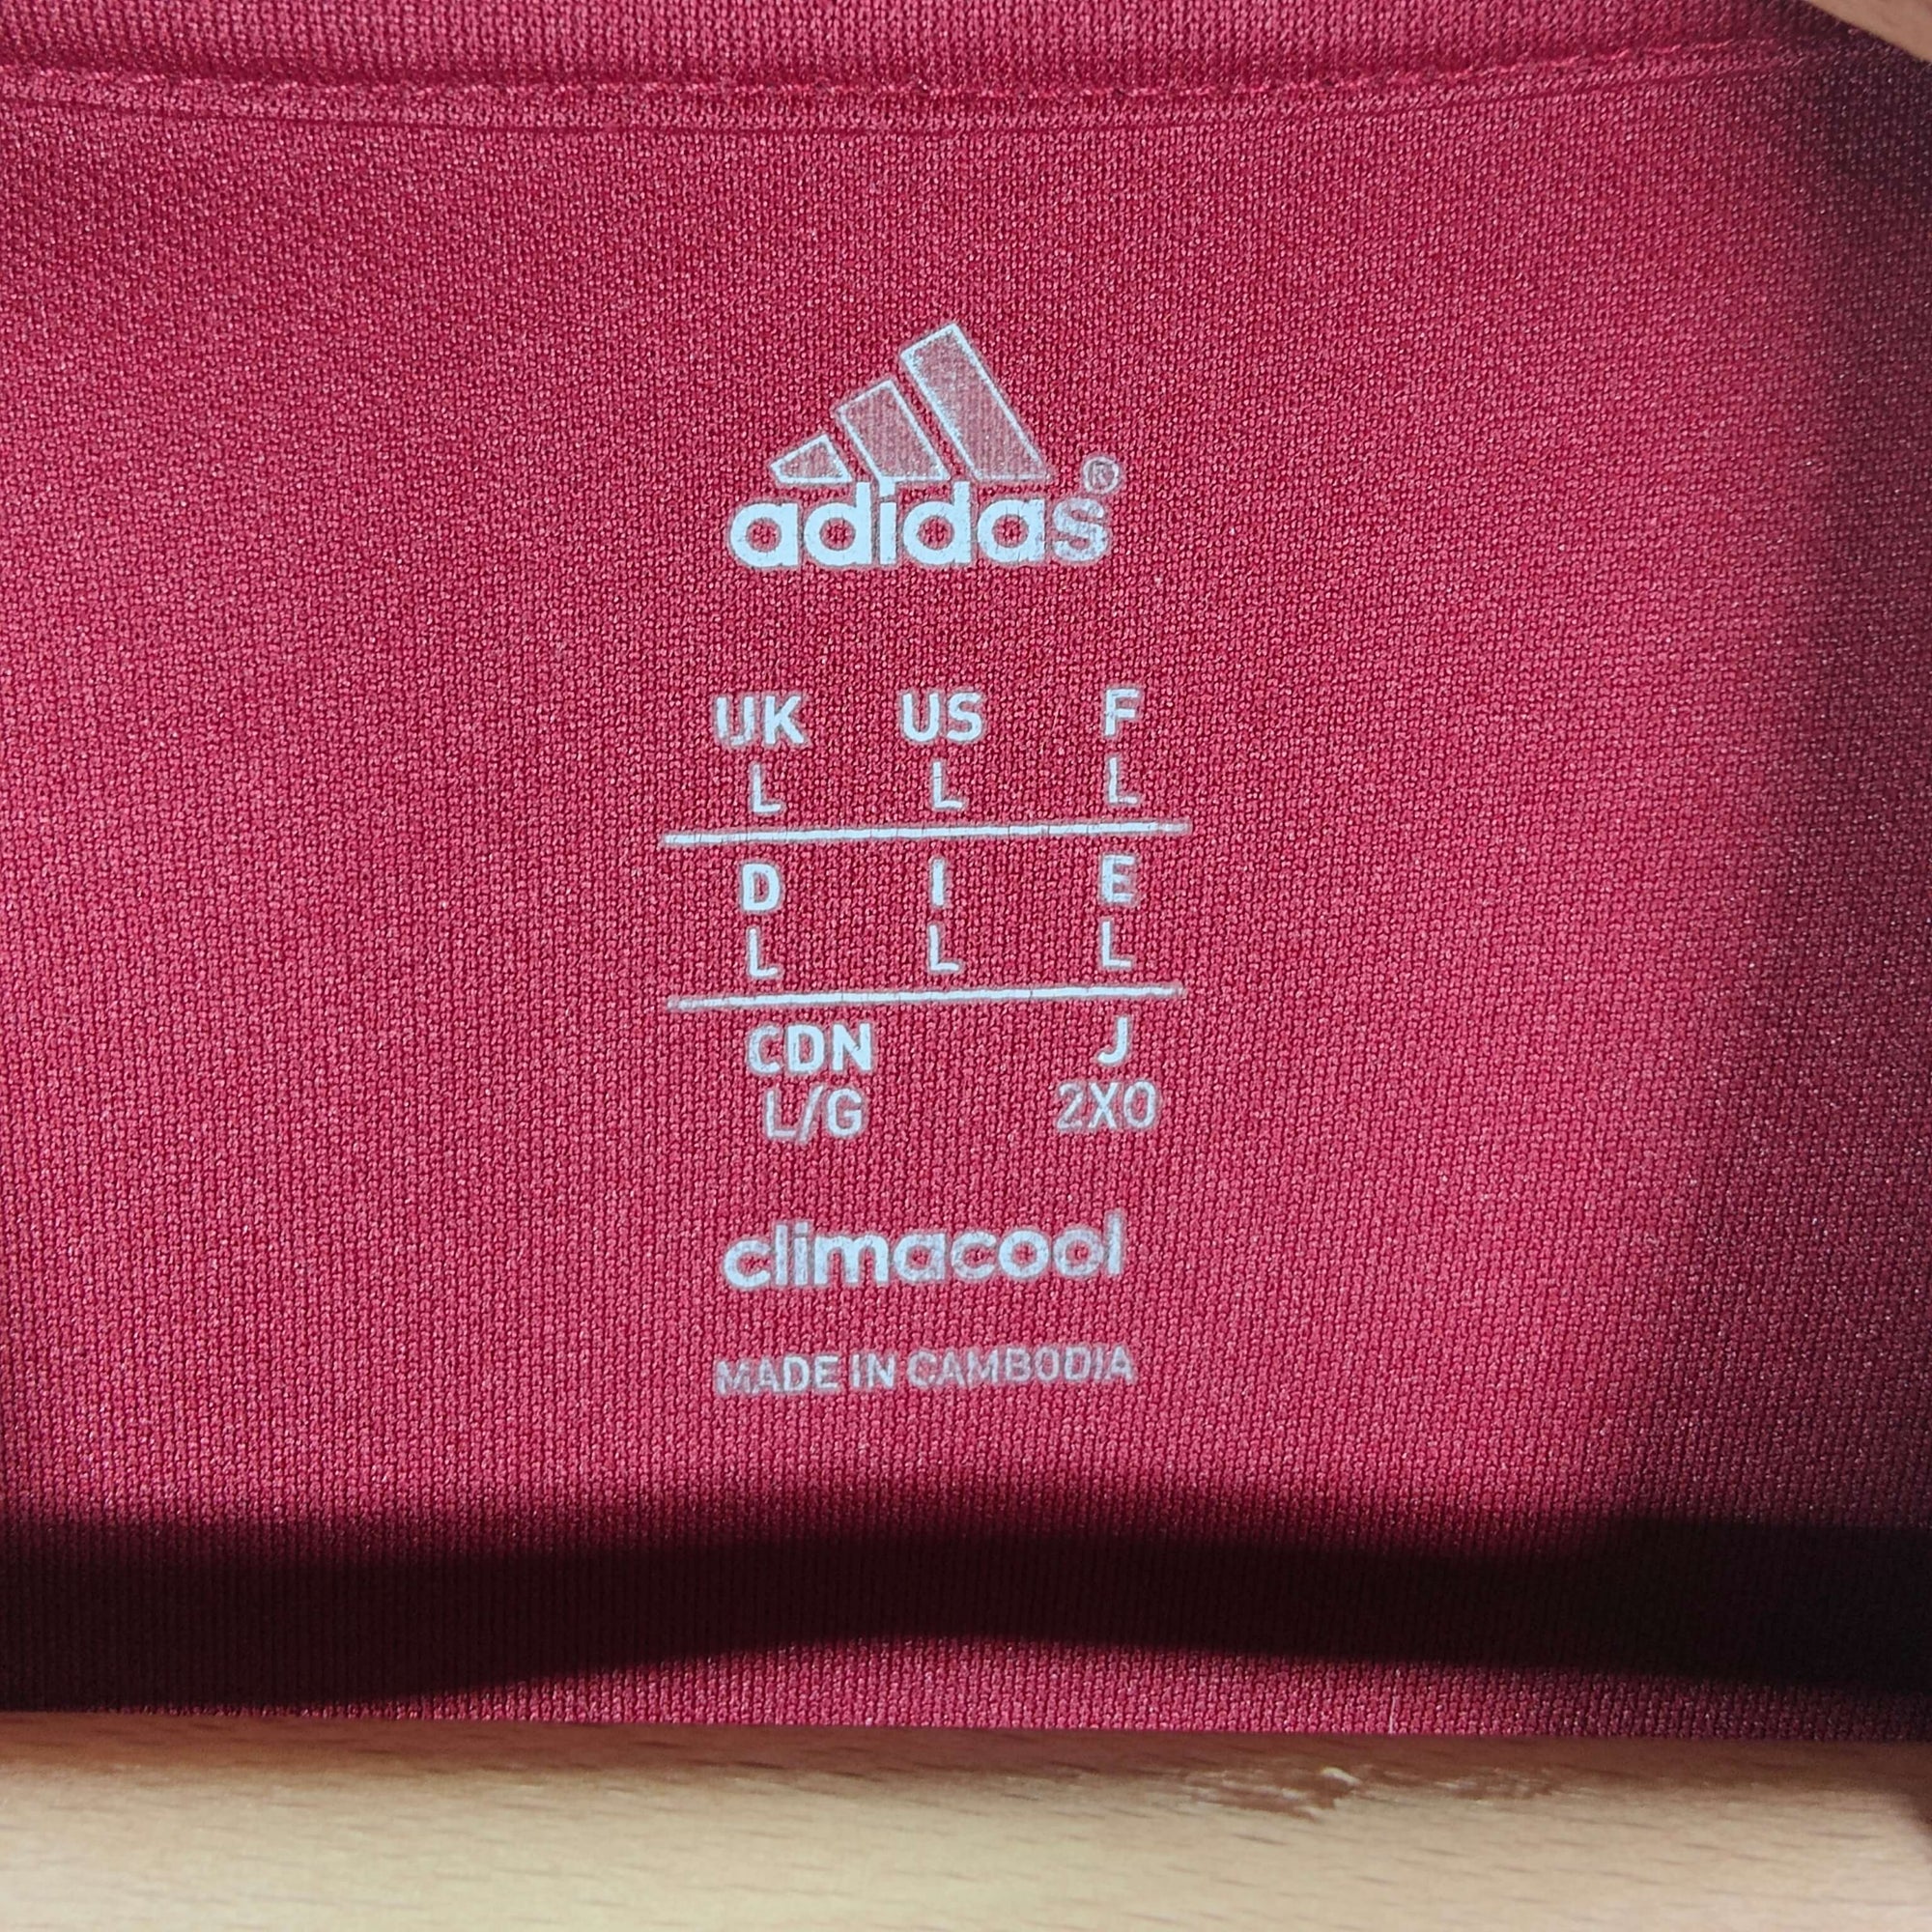 adidas®
UK US F
L L L
D I E
L L L
CDN J
L/G 2XO
climacool
MADE IN CAMBODIA